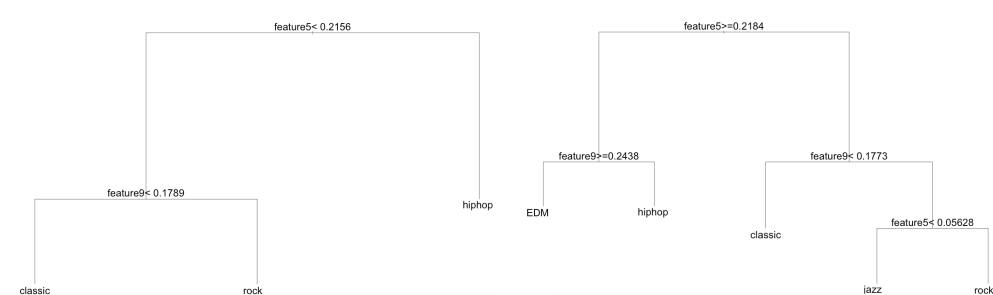 feature5< 0.2156
feature9< 0.1789
hiphop
classic
rock
feature5>=0.2184
feature9>=0.2438
feature9< 0.1773
EDM
hiphop
classic
feature5< 0.05628
jazz
rock